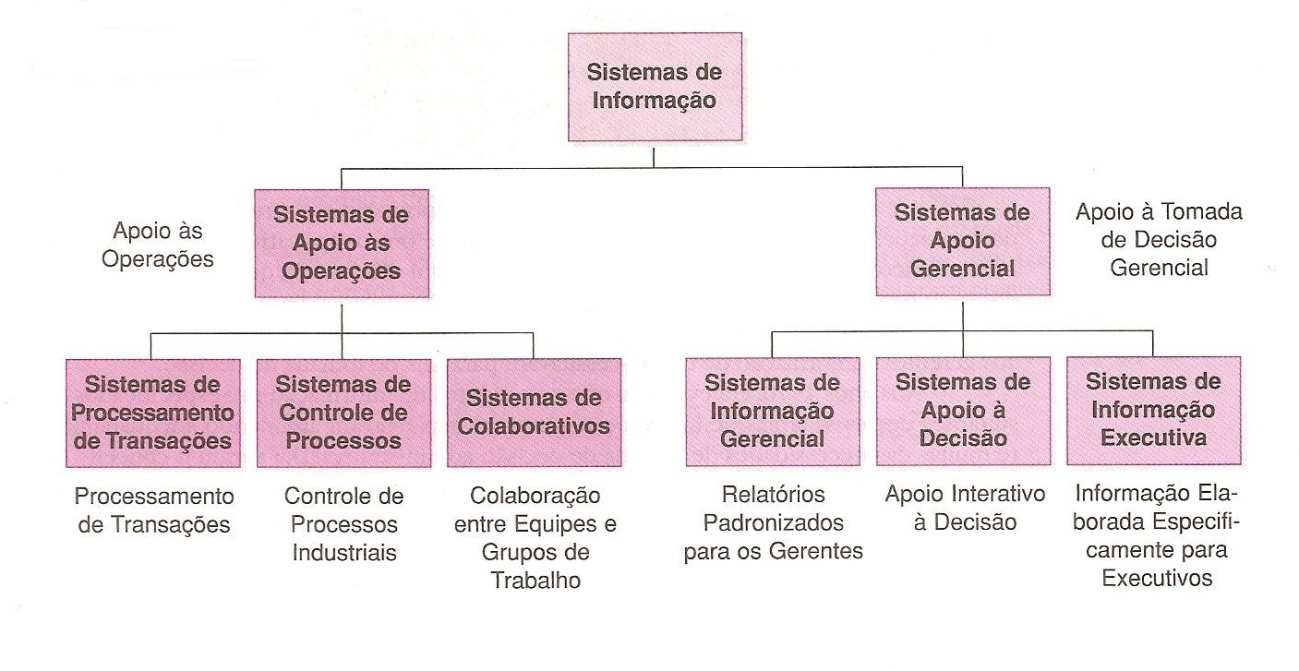 Sistemas de
Informação
Apoio às
Operações
Sistemas de
Apoio às
Operações
Sistemas de
Apoio
Gerencial
Apoio à Tomada
de Decisão
Gerencial
Sistemas de
Processamento
de Transações
Sistemas de
Controle de
Processos
Sistemas de
Colaborativos
Sistemas de
Informação
Gerencial
Sistemas de
Apoio à
Decisão
Sistemas de
Informação
Executiva
Processamento
de Transações
Controle de
Processos
Industriais
Colaboração
entre Equipes e
Grupos de
Trabalho
Relatórios
Padronizados
para os Gerentes
Apoio Interativo
à Decisão
Informação Ela-
borada Especifi-
camente para
Executivos